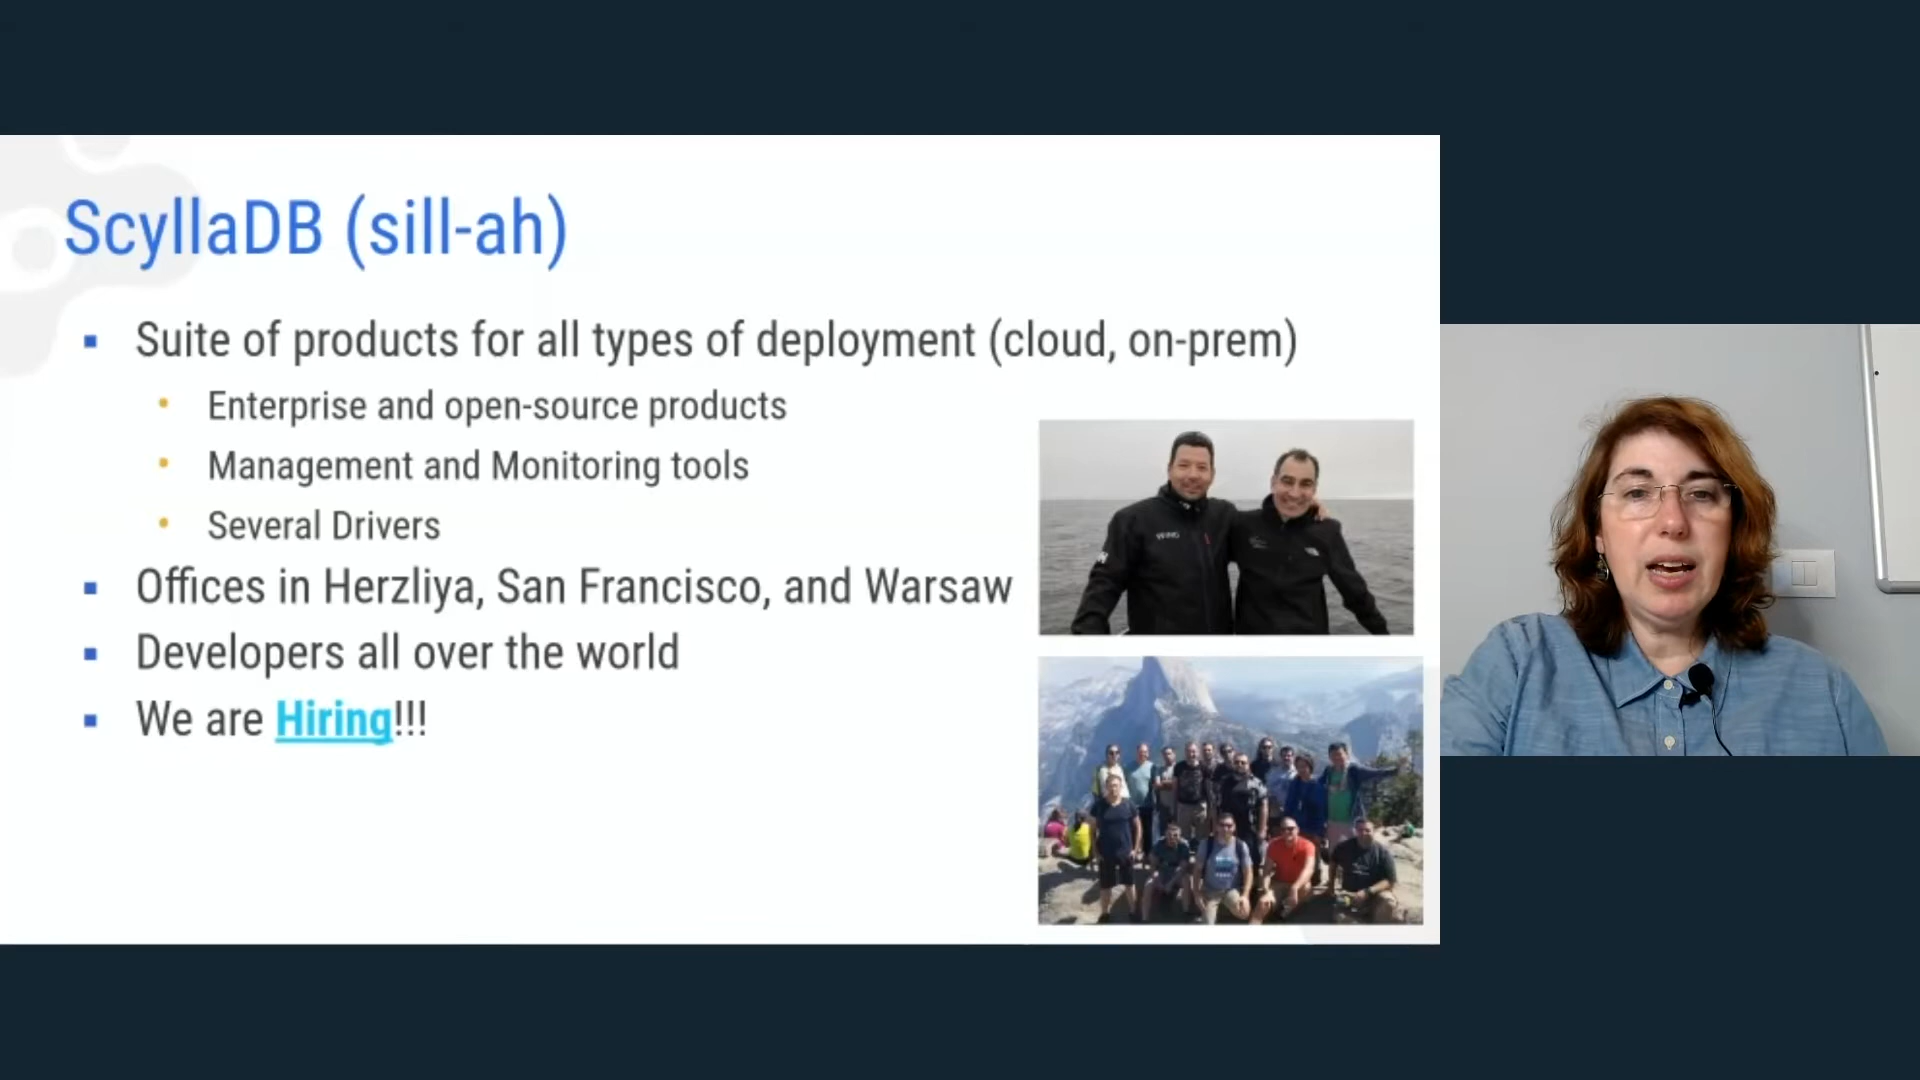 ScyllaDB (sill-ah)
Suite of products for all types of deployment (cloud, on-prem)
Enterprise and open-source products
Management and Monitoring tools
Several Drivers
Offices in Herzliya, San Francisco, and Warsaw
Developers all over the world
We are Hiring!!!